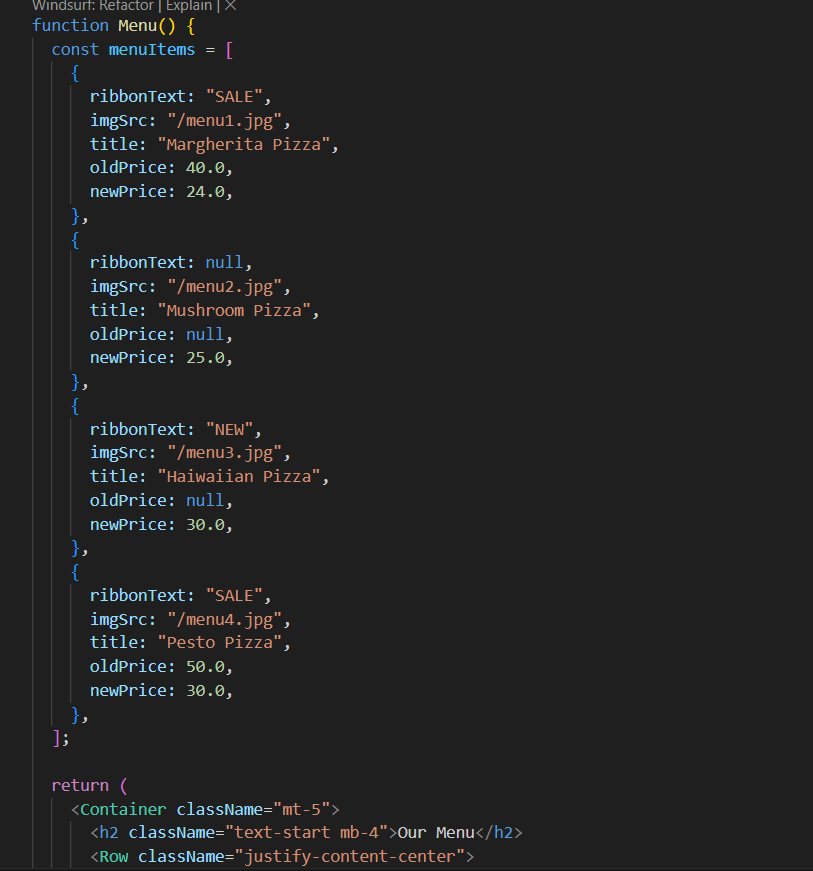 Windsurf: Refactor | Explain | ×
function Menu() {
const menuItems = [
{
ribbonText: "SALE",
imgSrc: "/menu1.jpg",
title: "Margherita Pizza",
oldPrice: 40.0,
newPrice: 24.0,
},
{
ribbonText: null,
imgSrc: "/menu2.jpg",
title: "Mushroom Pizza",
oldPrice: null,
newPrice: 25.0,
},
{
ribbonText: "NEW",
imgSrc: "/menu3.jpg",
title: "Haiwaiian Pizza",
oldPrice: null,
newPrice: 30.0,
},
{
ribbonText: "SALE",
imgSrc: "/menu4.jpg",
title: "Pesto Pizza",
oldPrice: 50.0,
newPrice: 30.0,
},
];
return (
<Container className="mt-5">
<h2 className="text-start mb-4">Our Menu</h2>
<Row className="justify-content-center">